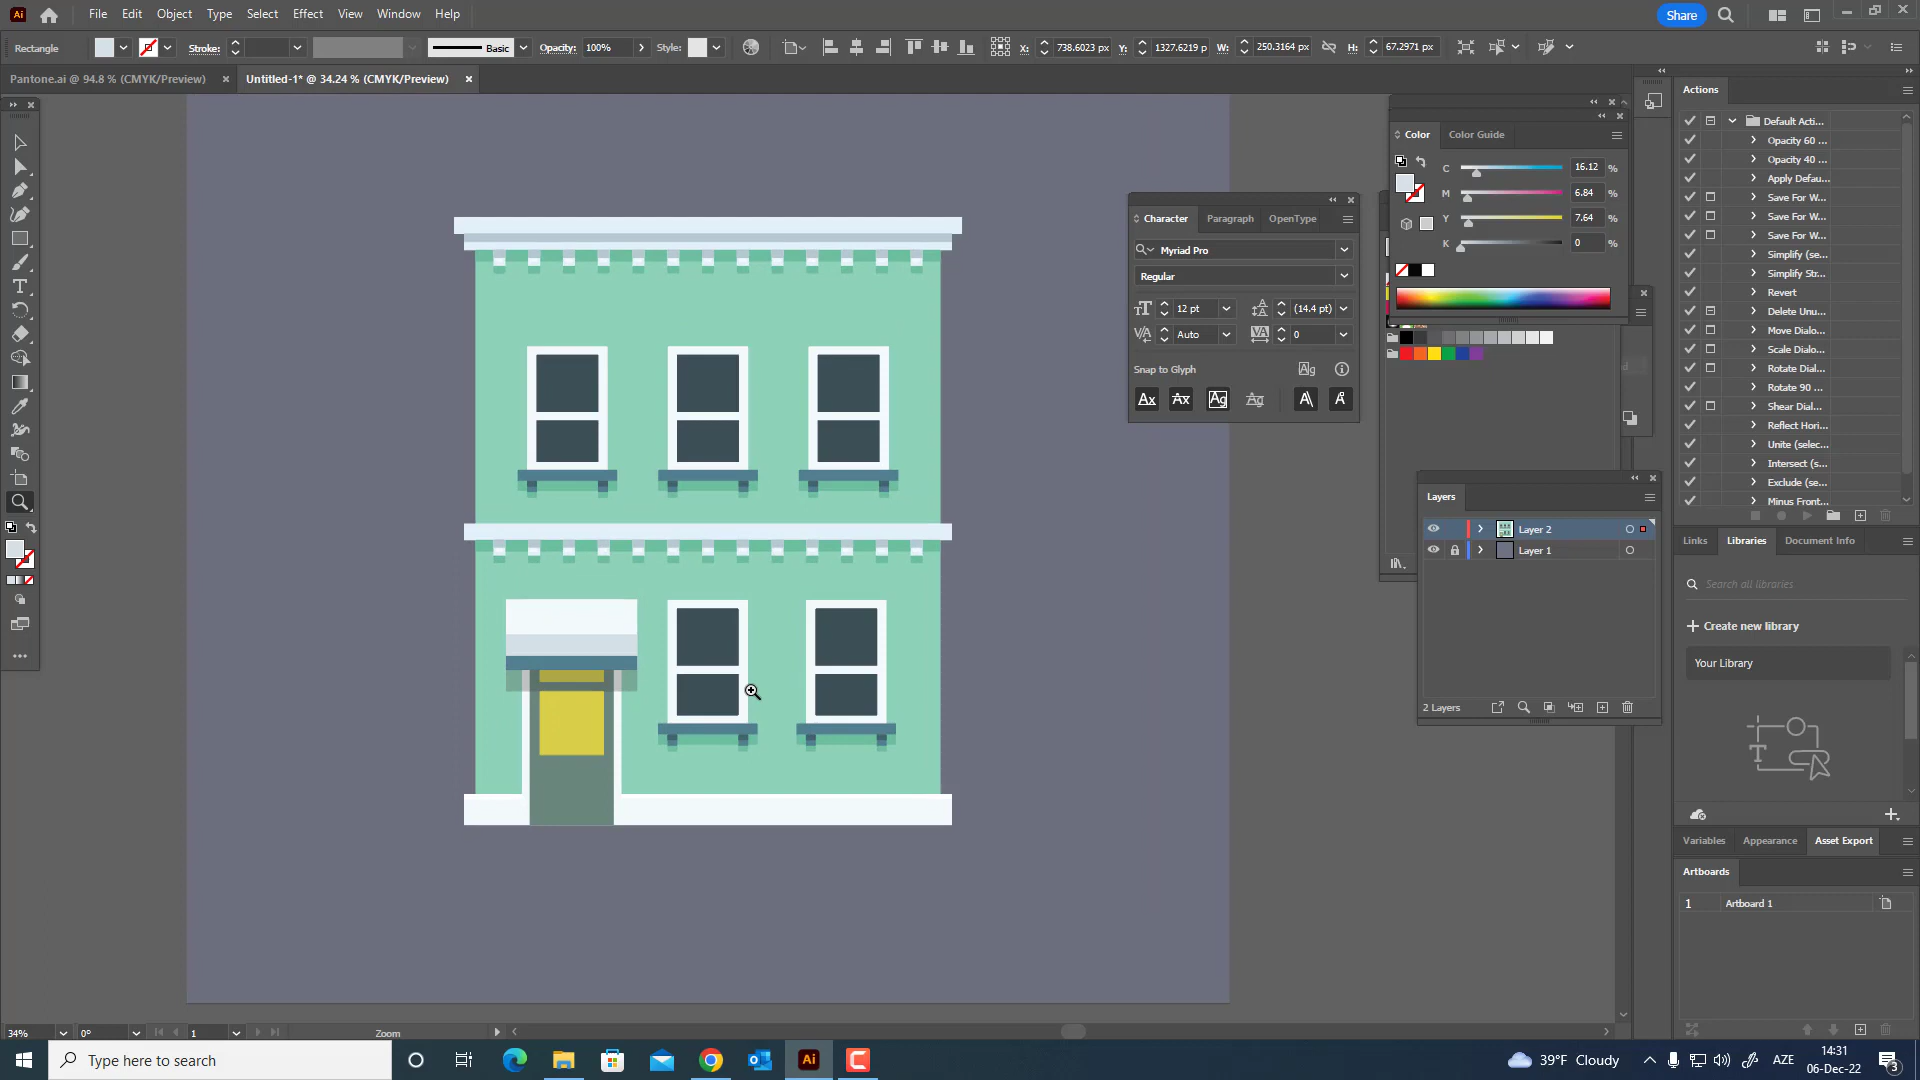 Ai File Edit Object Type Select Effect View Window Help Share
Rectangle Stroke: Basic Opacity: 100% Style: X: 738.6023 px Y: 1327.6219 p W: 250.3164 px H: 67.2971 px
Pantone.ai @ 94.8 % (CMYK/Preview) × Untitled-1* @ 34.24 % (CMYK/Preview) ×
Actions
Default Acti...
Opacity 60 ...
Opacity 40 ...
Apply Defau...
Save For W...
Save For W...
Save For W...
Simplify (se...
Simplify Str...
Revert
Delete Unu...
Move Dialo...
Scale Dialo...
Rotate Dial...
Rotate 90 ...
Shear Dial...
Reflect Hori...
Unite (selec...
Intersect (s...
Exclude (se...
Minus Front...
Color Color Guide
C 16.12 %
M 6.84 %
Y 7.64 %
K 0 %
Character Paragraph OpenType
Myriad Pro
Regular
12 pt (14.4 pt)
Auto 0
Snap to Glyph
Layers
Layer 2
Layer 1
2 Layers
Links Libraries Document Info
Search all libraries
Create new library
Your Library
Variables Appearance Asset Export
Artboards
1 Artboard 1
34% 0° 1 Zoom
Type here to search
Ai
39°F Cloudy AZE 14:31
06-Dec-22
3